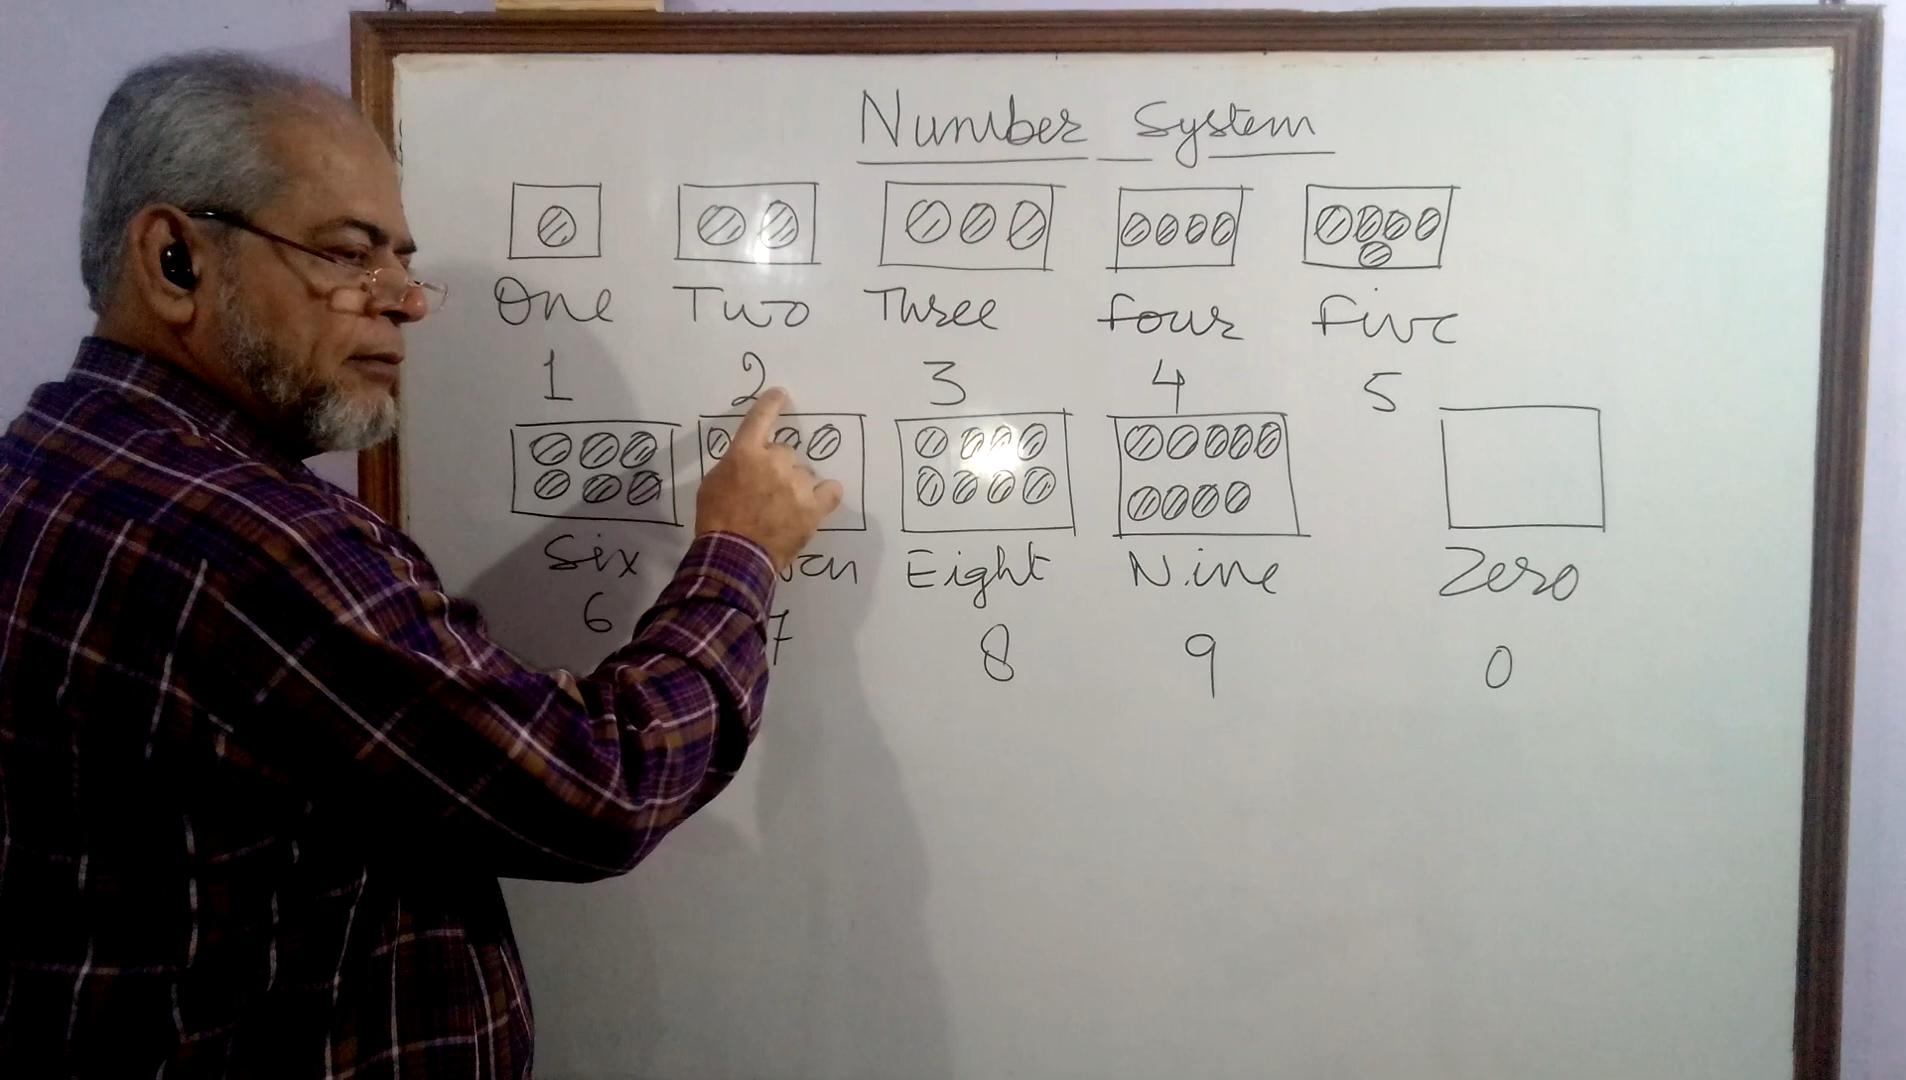 Number System
One Two Three four five
1 2 3 4 5
Six Eight Nine Zero
6 7 8 9 0